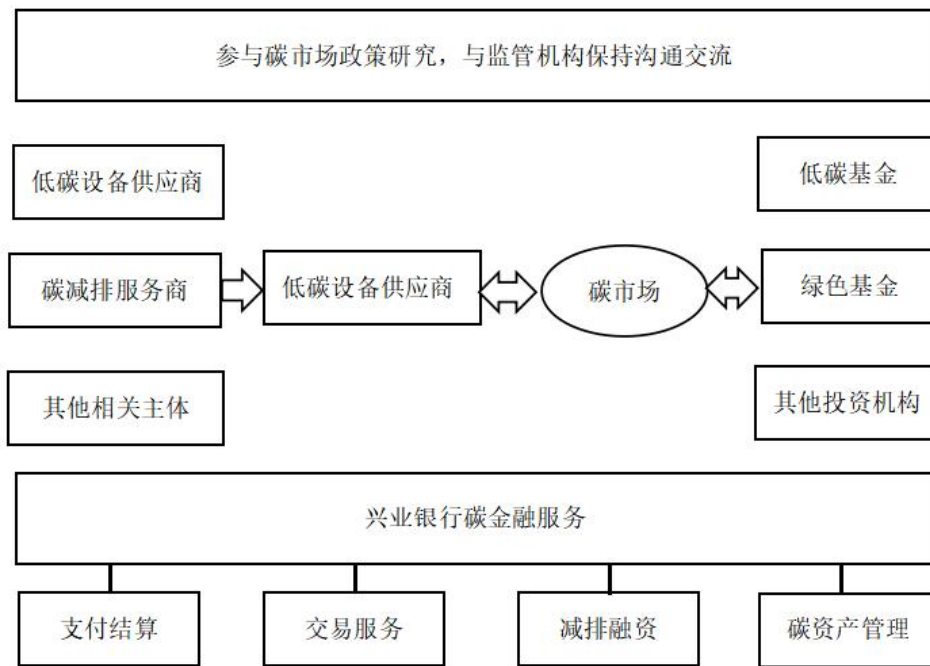 参与碳市场政策研究，与监管机构保持沟通交流
低碳设备供应商
低碳基金
碳减排服务商
低碳设备供应商
碳市场
绿色基金
其他相关主体
其他投资机构
兴业银行碳金融服务
支付结算
交易服务
减排融资
碳资产管理